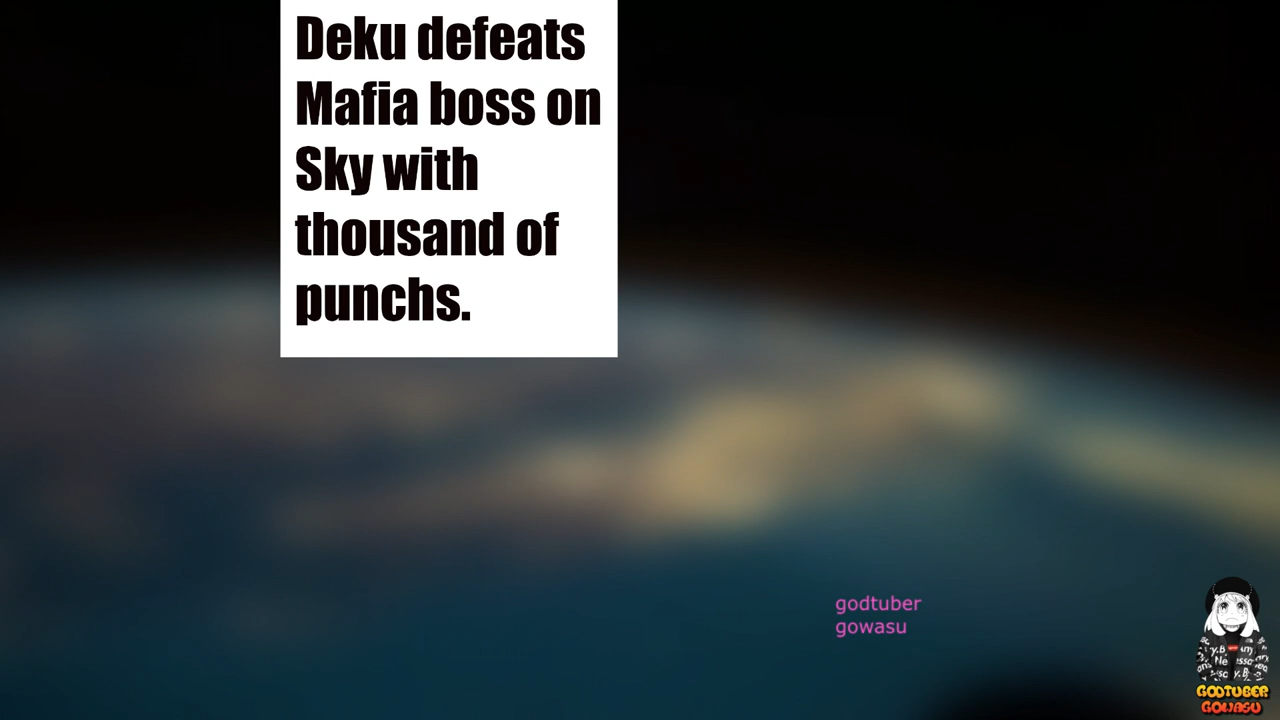 Deku defeats
Mafia boss on
Sky with
thousand of
punchs.
godtuber
gowasu
GODTUBER
GOWASU